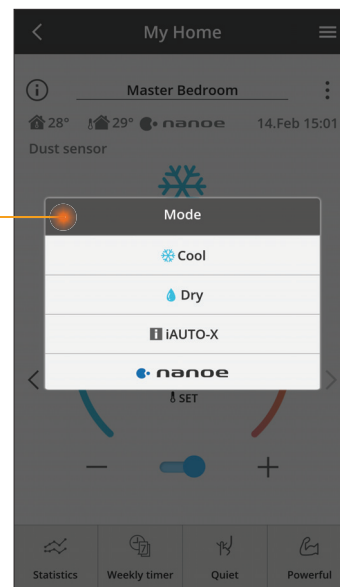 My Home
Master Bedroom
28° 29° nanoe 14.Feb 15:01
Dust sensor
Mode
Cool
Dry
iAUTO-X
nanoe
SET
Statistics Weekly timer Quiet Powerful